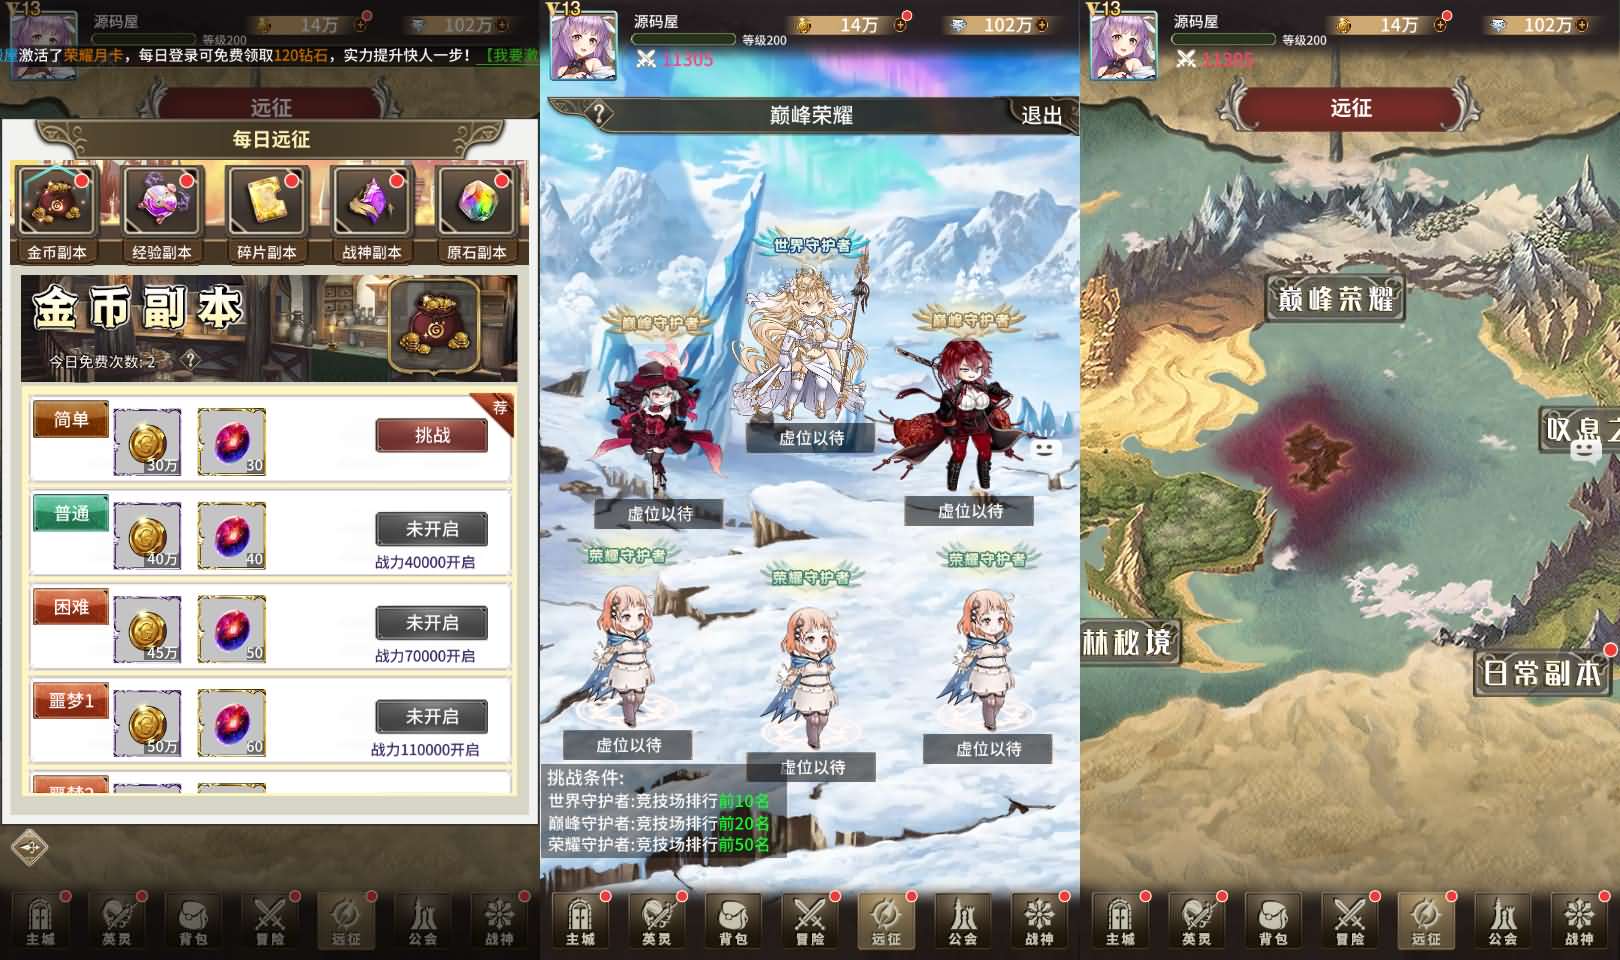 V13
源码屋
等级200
14万
102万
屋激活了荣耀月卡，每日登录可免费领取120钻石，实力提升快人一步！【我要激
远征
每日远征
金币副本
经验副本
碎片副本
战神副本
原石副本
金币副本
今日免费次数: 2
?
简单
30万
30
挑战
荐
普通
40万
40
未开启
战力40000开启
困难
45万
50
未开启
战力70000开启
噩梦1
50万
60
未开启
战力110000开启
噩梦2
主城
英灵
背包
冒险
远征
公会
战神
V13
源码屋
等级200
11305
14万
102万
?
巅峰荣耀
退出
世界守护者
虚位以待
巅峰守护者
虚位以待
巅峰守护者
虚位以待
荣耀守护者
虚位以待
荣耀守护者
虚位以待
荣耀守护者
虚位以待
挑战条件:
世界守护者:竞技场排行前10名
巅峰守护者:竞技场排行前20名
荣耀守护者:竞技场排行前50名
主城
英灵
背包
冒险
远征
公会
战神
V13
源码屋
等级200
11305
14万
102万
远征
巅峰荣耀
叹息之
林秘境
日常副本
主城
英灵
背包
冒险
远征
公会
战神